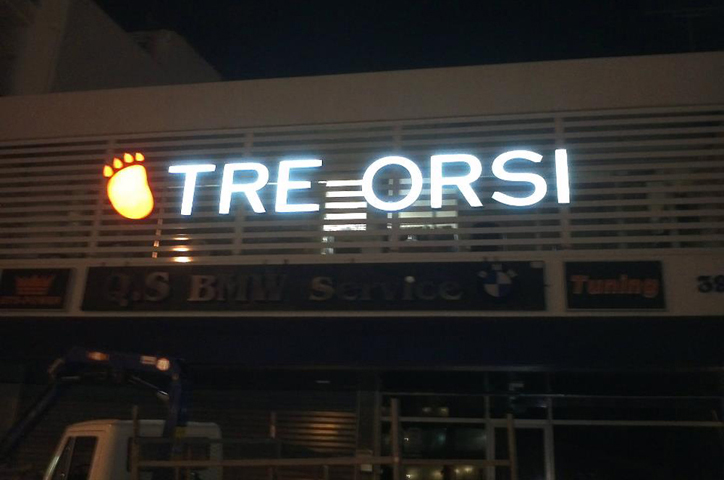 TRE ORSI
Q.S BMW Service
Tuning